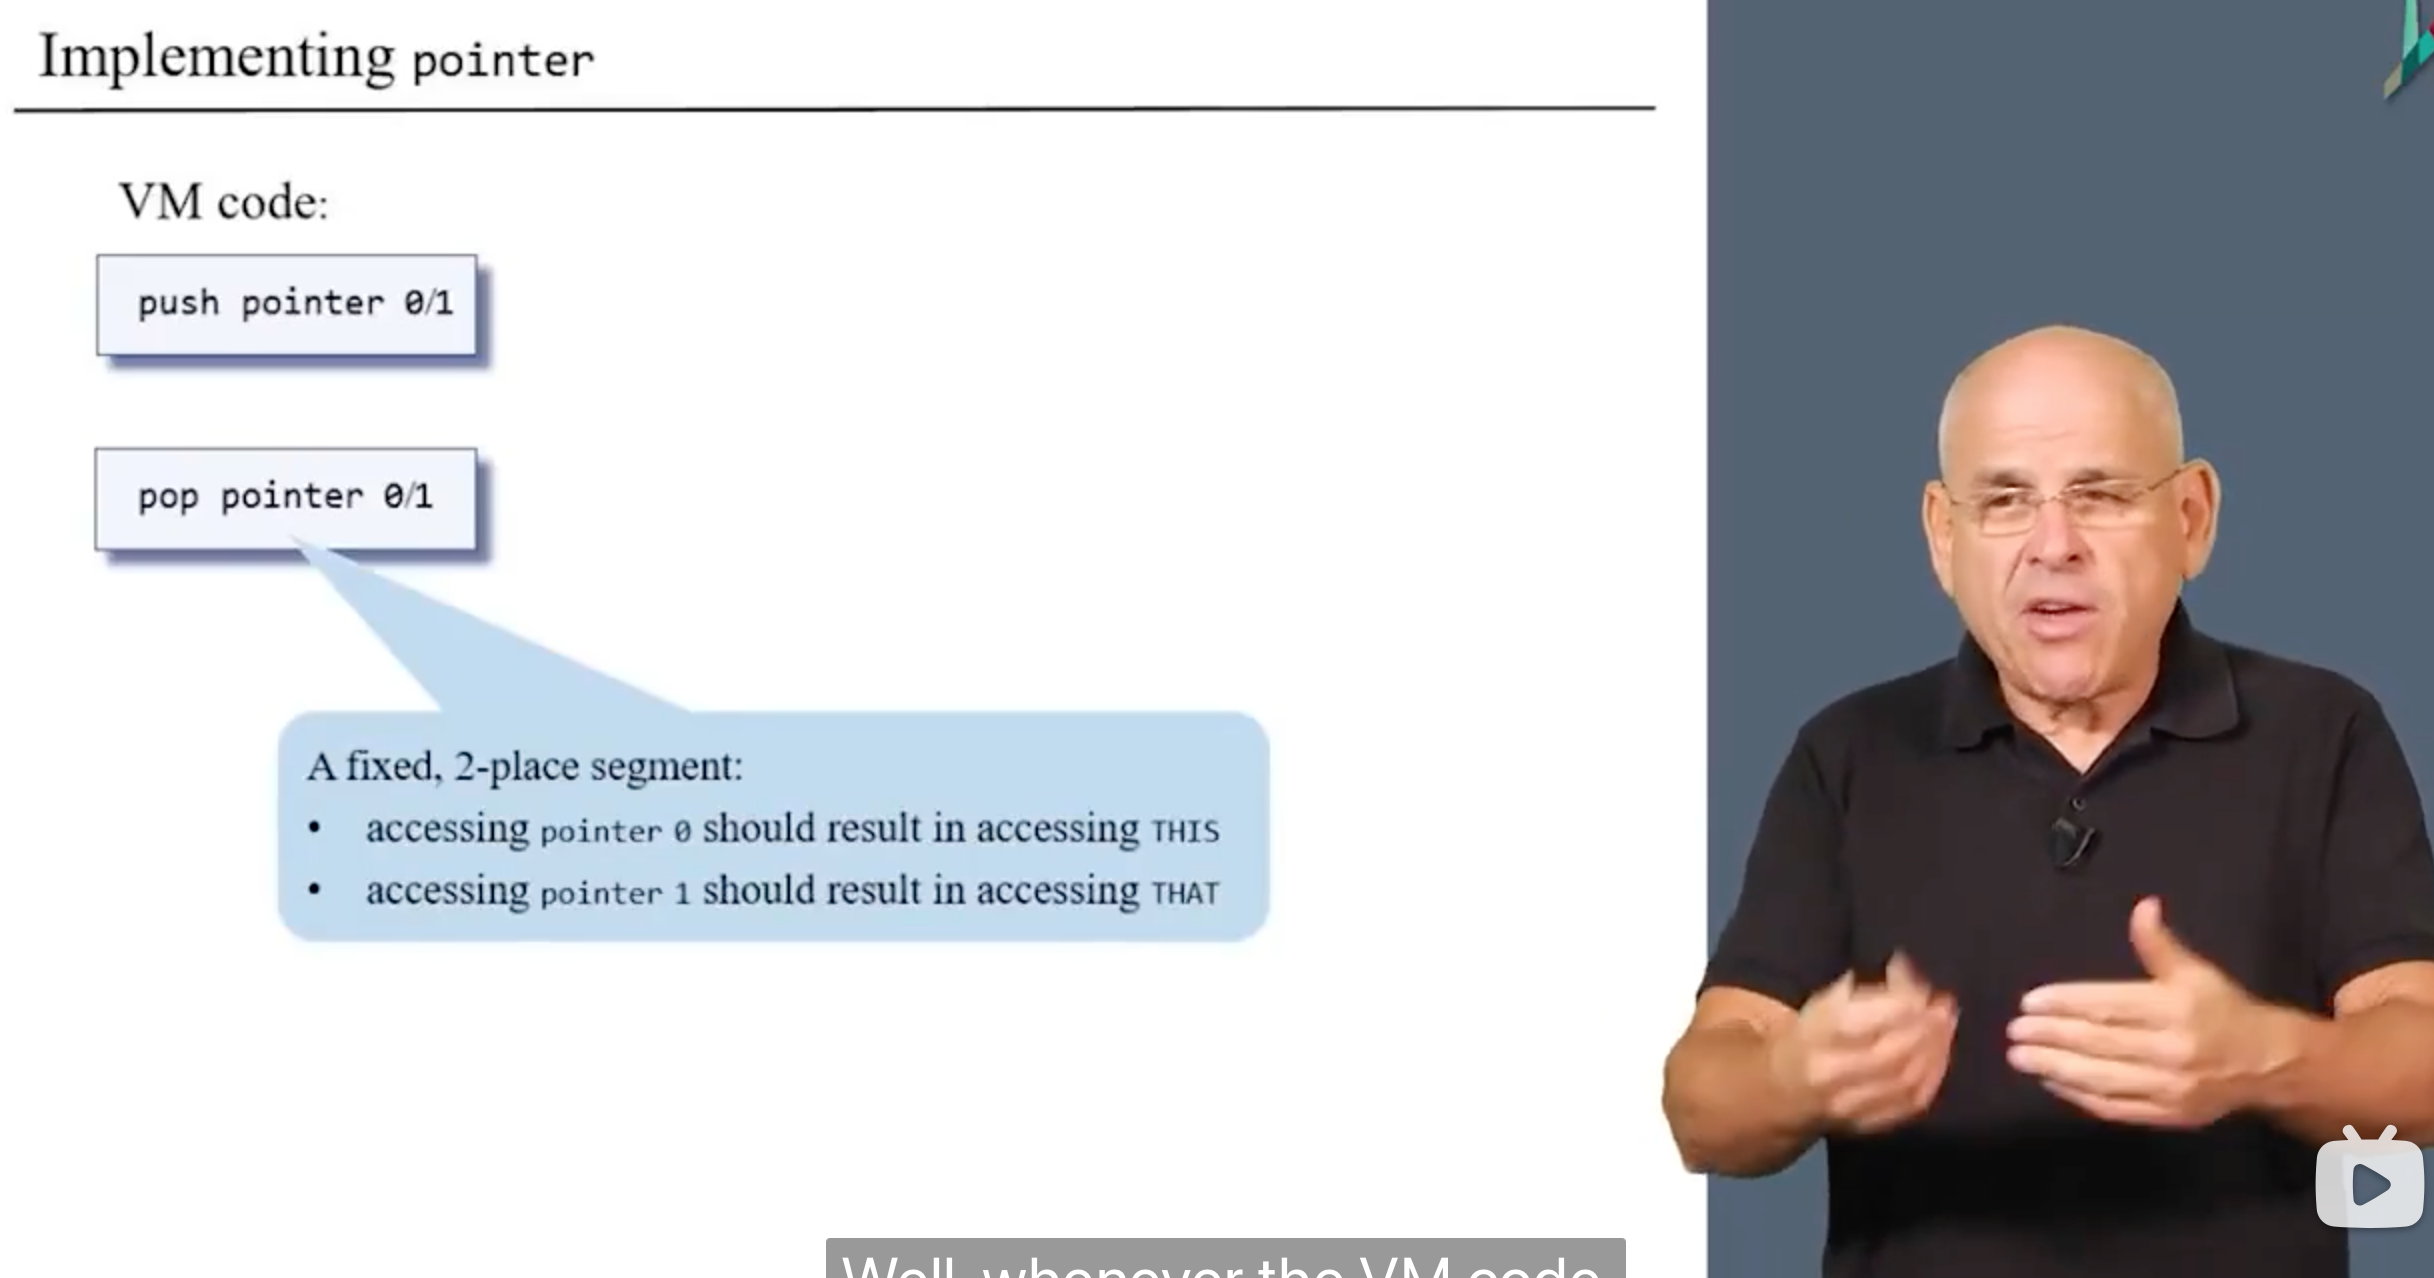 Implementing pointer
VM code:
push pointer 0/1
pop pointer 0/1
A fixed, 2-place segment:
• accessing pointer 0 should result in accessing THIS
• accessing pointer 1 should result in accessing THAT
Well, whenever the VM code